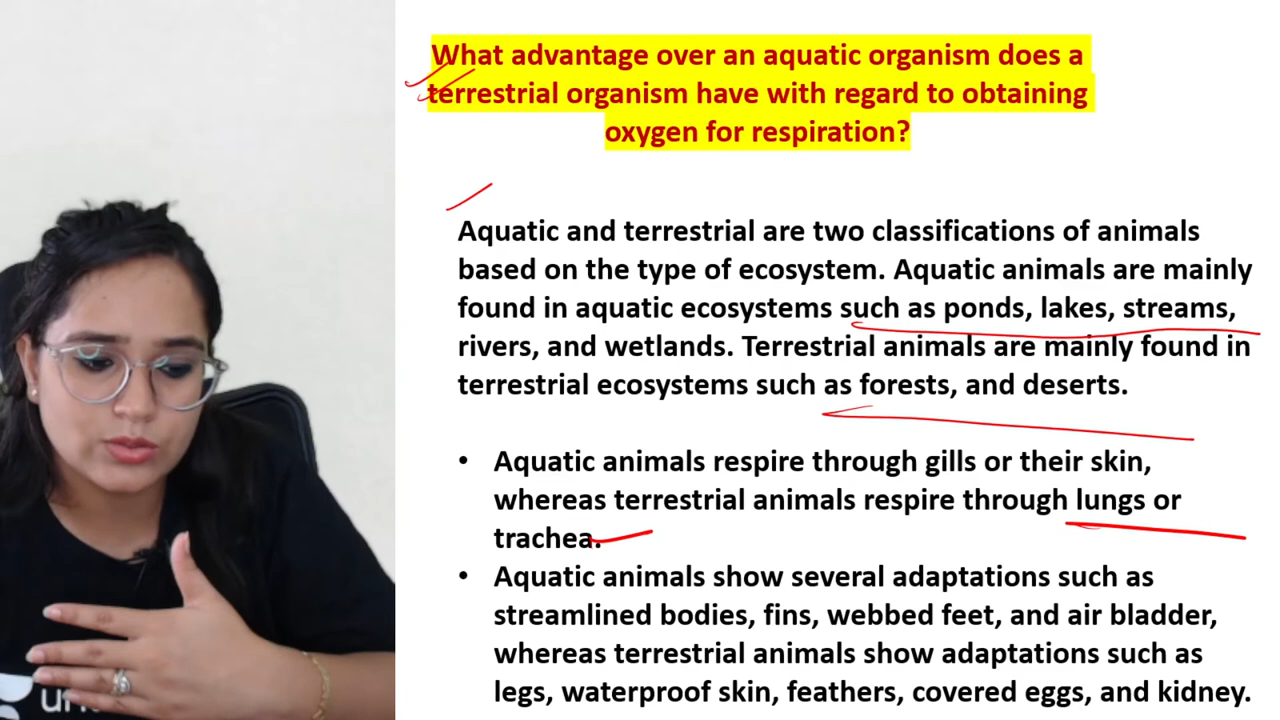 What advantage over an aquatic organism does a
terrestrial organism have with regard to obtaining
oxygen for respiration?
Aquatic and terrestrial are two classifications of animals
based on the type of ecosystem. Aquatic animals are mainly
found in aquatic ecosystems such as ponds, lakes, streams,
rivers, and wetlands. Terrestrial animals are mainly found in
terrestrial ecosystems such as forests, and deserts.
• Aquatic animals respire through gills or their skin,
whereas terrestrial animals respire through lungs or
trachea.
• Aquatic animals show several adaptations such as
streamlined bodies, fins, webbed feet, and air bladder,
whereas terrestrial animals show adaptations such as
legs, waterproof skin, feathers, covered eggs, and kidney.